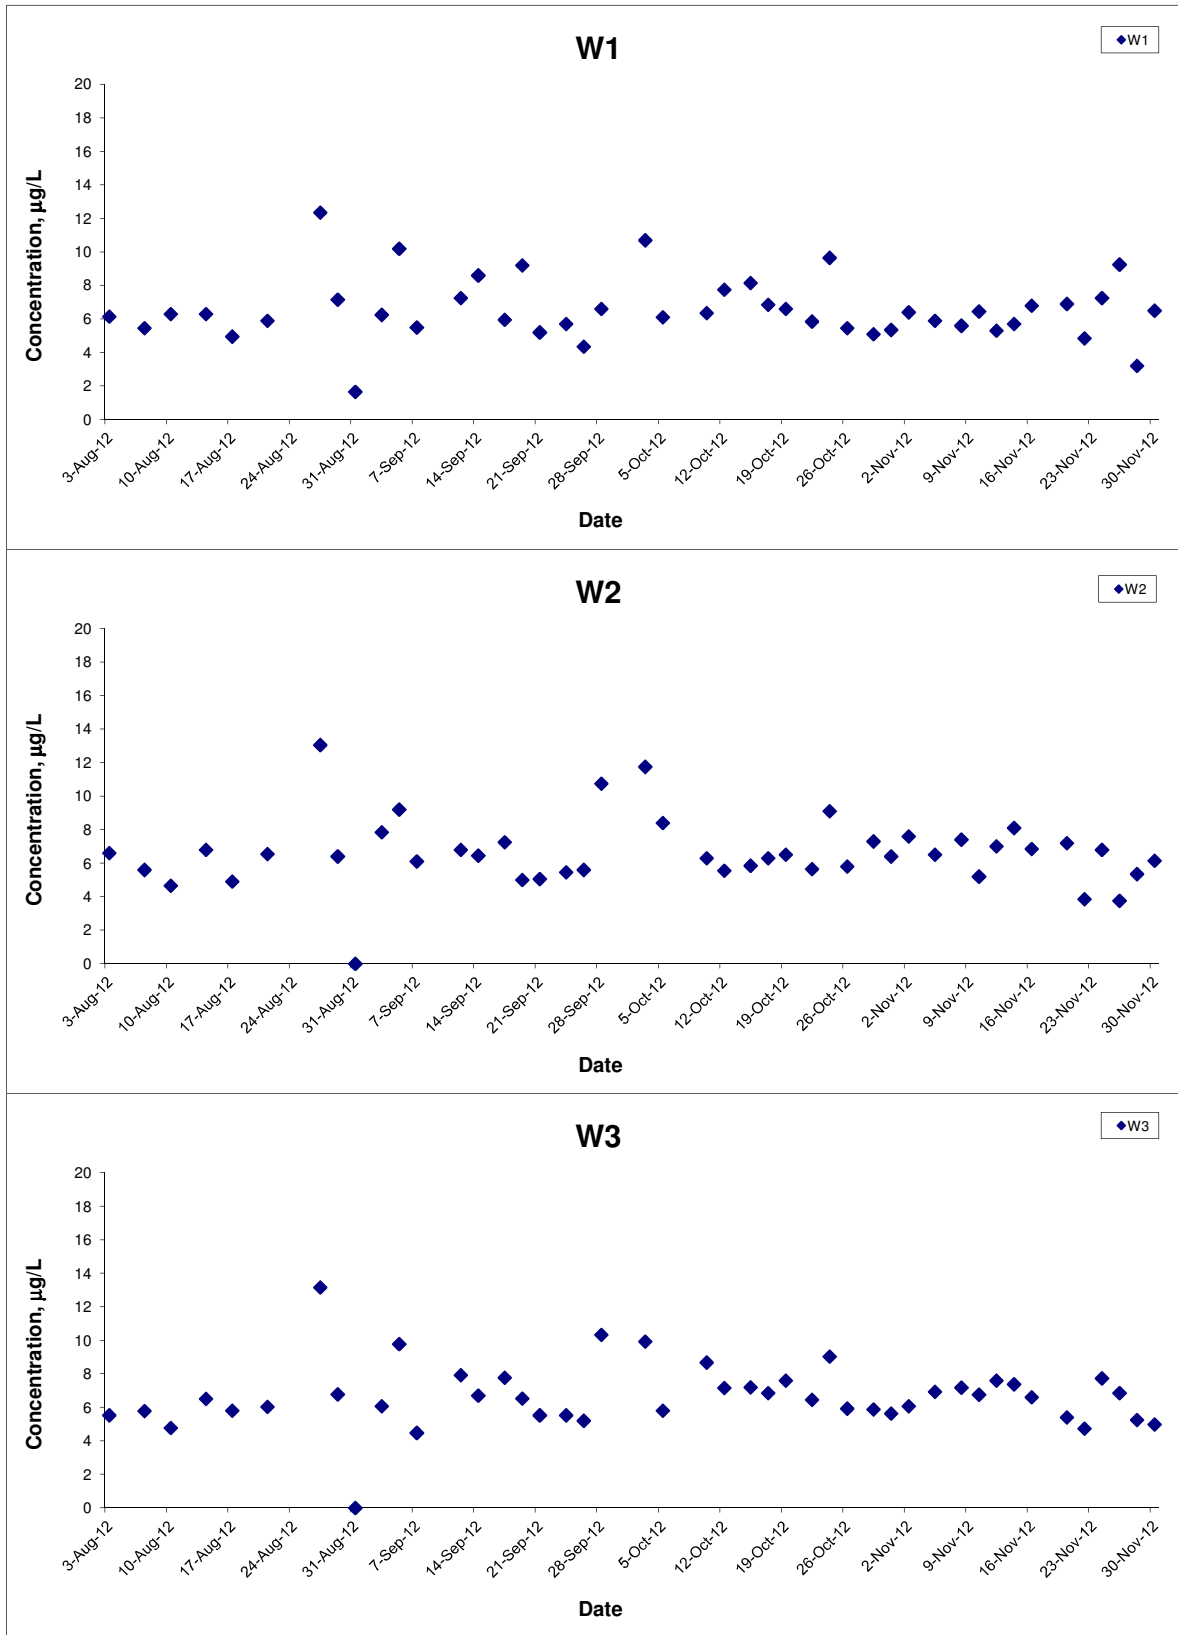 W1
W1
20
18
16
14
12
10
8
6
4
2
0
Concentration, µg/L
3-Aug-12
10-Aug-12
17-Aug-12
24-Aug-12
31-Aug-12
7-Sep-12
14-Sep-12
21-Sep-12
28-Sep-12
5-Oct-12
12-Oct-12
19-Oct-12
26-Oct-12
2-Nov-12
9-Nov-12
16-Nov-12
23-Nov-12
30-Nov-12
Date
W2
W2
20
18
16
14
12
10
8
6
4
2
0
Concentration, µg/L
3-Aug-12
10-Aug-12
17-Aug-12
24-Aug-12
31-Aug-12
7-Sep-12
14-Sep-12
21-Sep-12
28-Sep-12
5-Oct-12
12-Oct-12
19-Oct-12
26-Oct-12
2-Nov-12
9-Nov-12
16-Nov-12
23-Nov-12
30-Nov-12
Date
W3
W3
20
18
16
14
12
10
8
6
4
2
0
Concentration, µg/L
3-Aug-12
10-Aug-12
17-Aug-12
24-Aug-12
31-Aug-12
7-Sep-12
14-Sep-12
21-Sep-12
28-Sep-12
5-Oct-12
12-Oct-12
19-Oct-12
26-Oct-12
2-Nov-12
9-Nov-12
16-Nov-12
23-Nov-12
30-Nov-12
Date